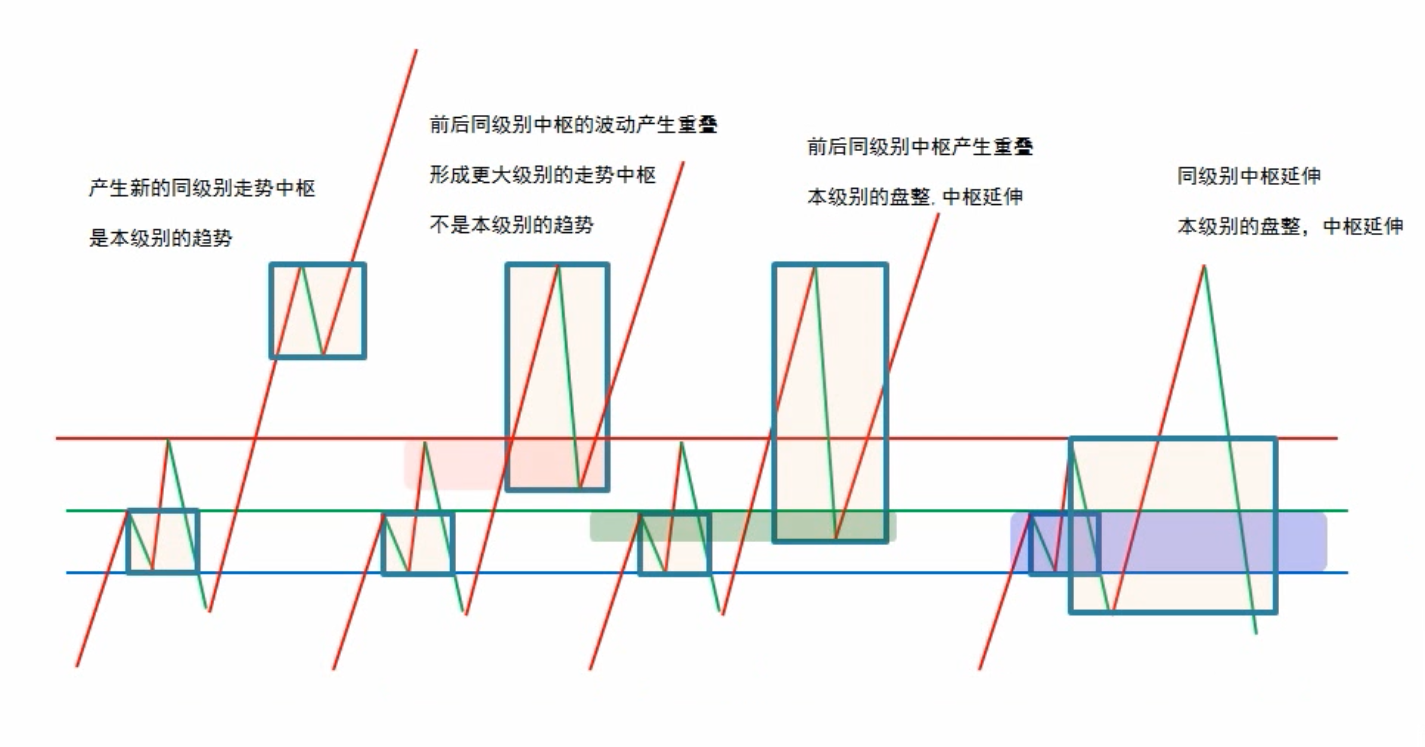 产生新的同级别走势中枢
是本级别的趋势
前后同级别中枢的波动产生重叠
形成更大级别的走势中枢
不是本级别的趋势
前后同级别中枢产生重叠
本级别的盘整,中枢延伸
同级别中枢延伸
本级别的盘整，中枢延伸